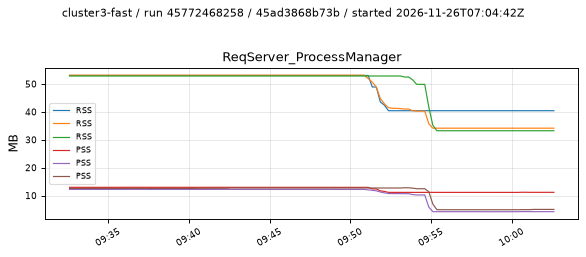 cluster3-fast / run 45772468258 / 45ad3868b73b / started 2026-11-26T07:04:42Z
ReqServer_ProcessManager
MB
50
40
30
20
10
RSS
RSS
RSS
PSS
PSS
PSS
09:35
09:40
09:45
09:50
09:55
10:00